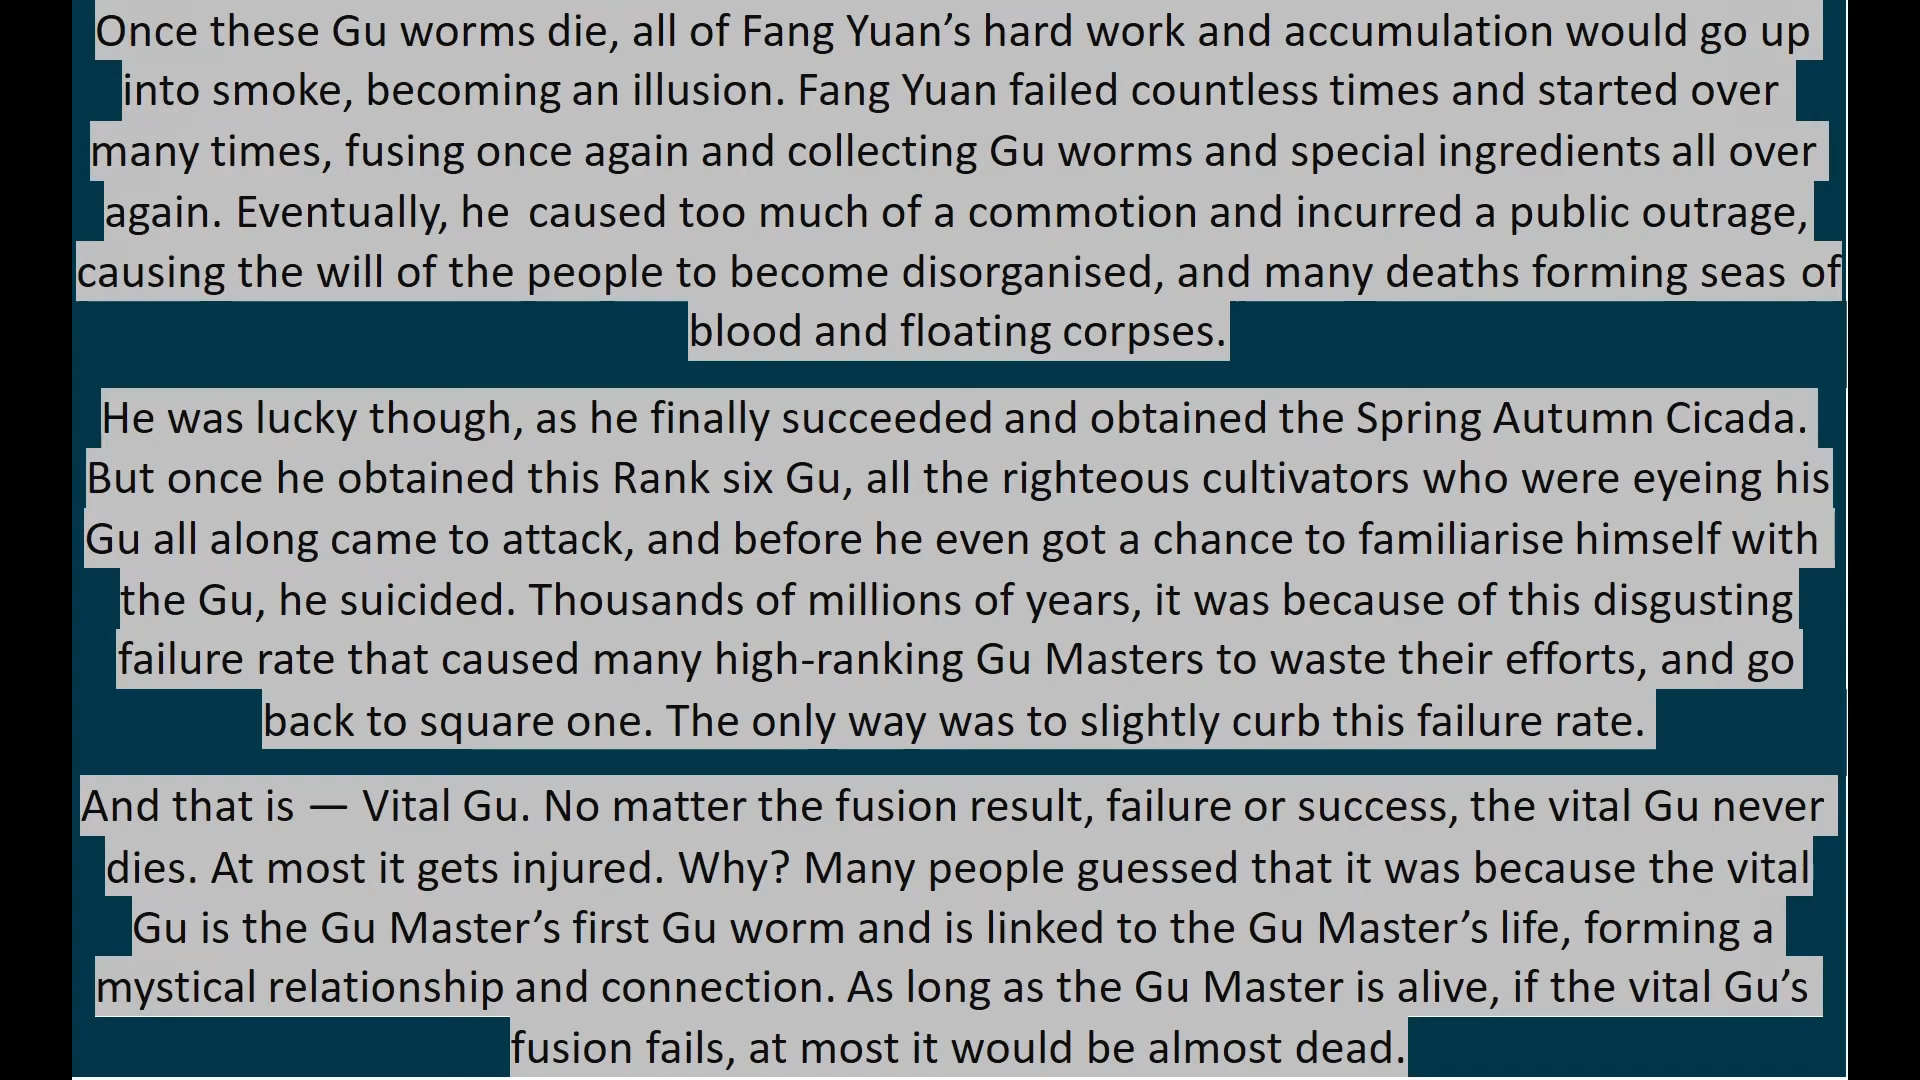 Once these Gu worms die, all of Fang Yuan’s hard work and accumulation would go up
into smoke, becoming an illusion. Fang Yuan failed countless times and started over
many times, fusing once again and collecting Gu worms and special ingredients all over
again. Eventually, he caused too much of a commotion and incurred a public outrage,
causing the will of the people to become disorganised, and many deaths forming seas of
blood and floating corpses.
He was lucky though, as he finally succeeded and obtained the Spring Autumn Cicada.
But once he obtained this Rank six Gu, all the righteous cultivators who were eyeing his
Gu all along came to attack, and before he even got a chance to familiarise himself with
the Gu, he suicided. Thousands of millions of years, it was because of this disgusting
failure rate that caused many high-ranking Gu Masters to waste their efforts, and go
back to square one. The only way was to slightly curb this failure rate.
And that is — Vital Gu. No matter the fusion result, failure or success, the vital Gu never
dies. At most it gets injured. Why? Many people guessed that it was because the vital
Gu is the Gu Master’s first Gu worm and is linked to the Gu Master’s life, forming a
mystical relationship and connection. As long as the Gu Master is alive, if the vital Gu’s
fusion fails, at most it would be almost dead.